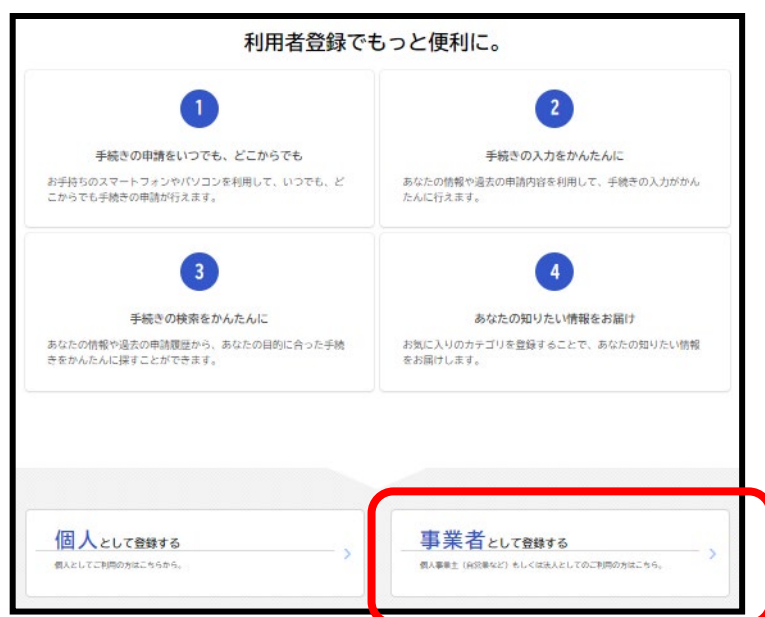 利用者登録でもっと便利に。
1
手続きの申請をいつでも、どこからでも
お手持ちのスマートフォンやパソコンを利用して、いつでも、ど
こからでも手続きの申請が行えます。
2
手続きの入力をかんたんに
あなたの情報や過去の申請内容を利用して、手続きの入力がかん
たんに行えます。
3
手続きの検索をかんたんに
あなたの情報や過去の申請履歴から、あなたの目的に合った手続
きをかんたんに探すことができます。
4
あなたの知りたい情報をお届け
お気に入りのカテゴリを登録することで、あなたの知りたい情報
をお届けします。
個人として登録する
個人としてご利用の方はこちらから。
事業者として登録する
個人事業主（自営業など）もしくは法人としてのご利用の方はこちら。